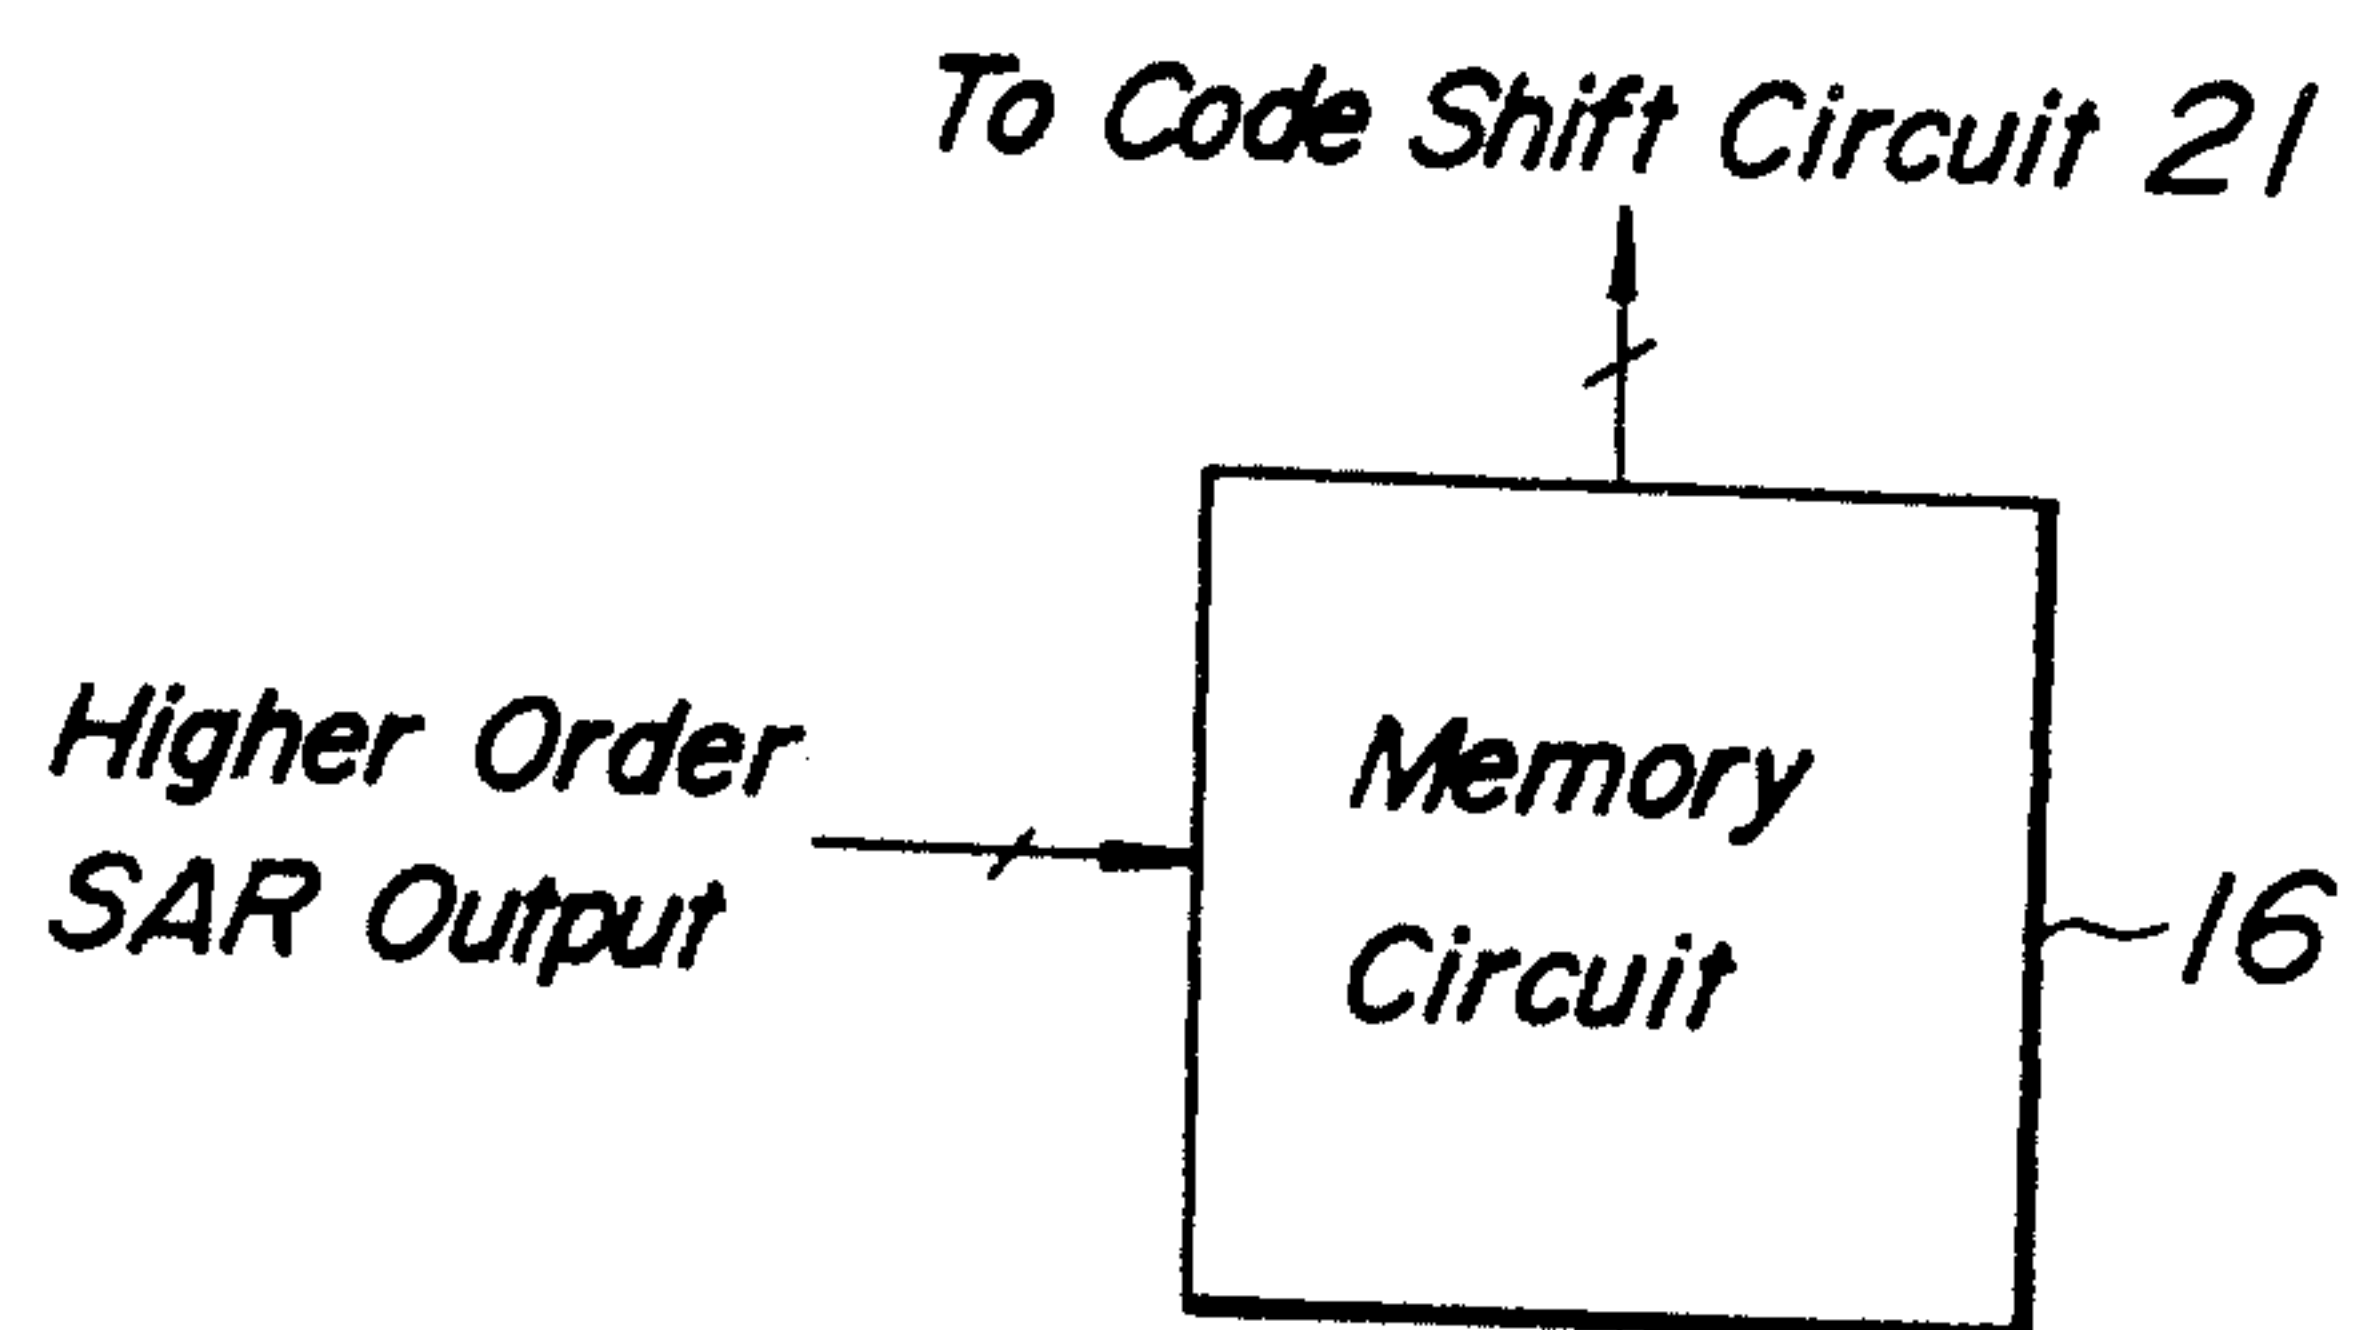 To Code Shift Circuit 21
Higher Order
SAR Output
Memory
Circuit
16